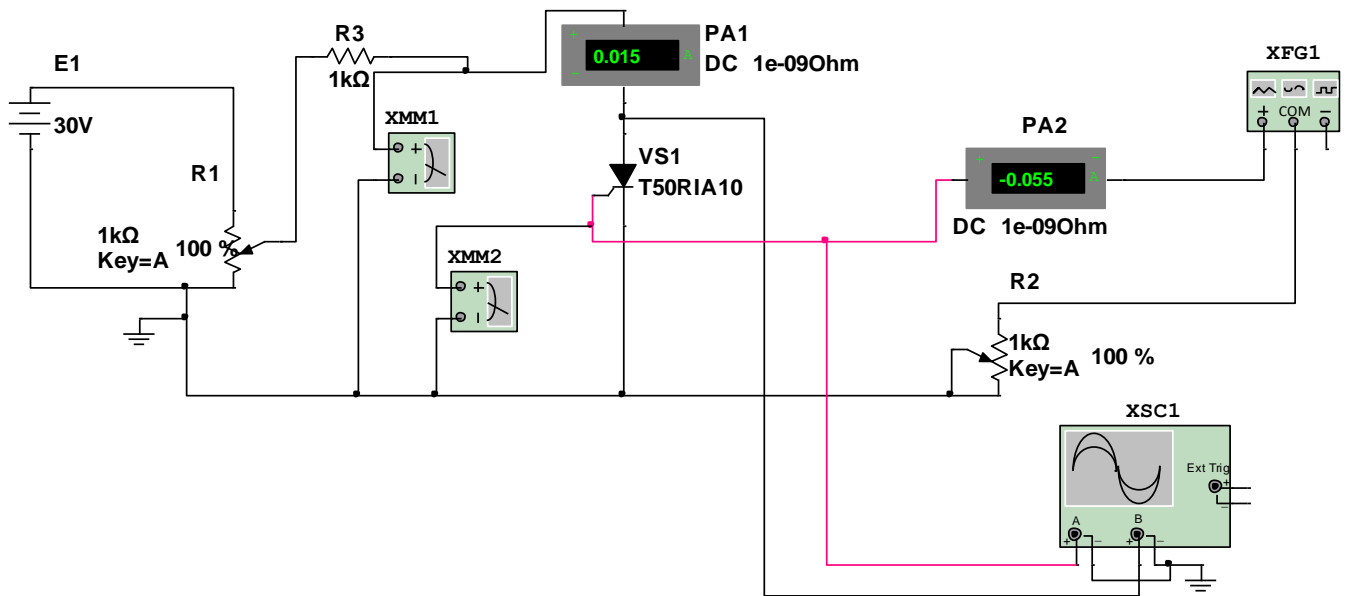 E1
30V
R1
1kΩ
Key=A
100 %
R3
1kΩ
XMM1
+
-
XMM2
+
-
PA1
+
0.015
A
-
DC 1e-09Ohm
VS1
T50RIA10
PA2
+
-
-0.055
A
DC 1e-09Ohm
XFG1
+ COM -
R2
1kΩ
Key=A
100 %
XSC1
Ext Trig
+
-
A
B
+ -
+ -